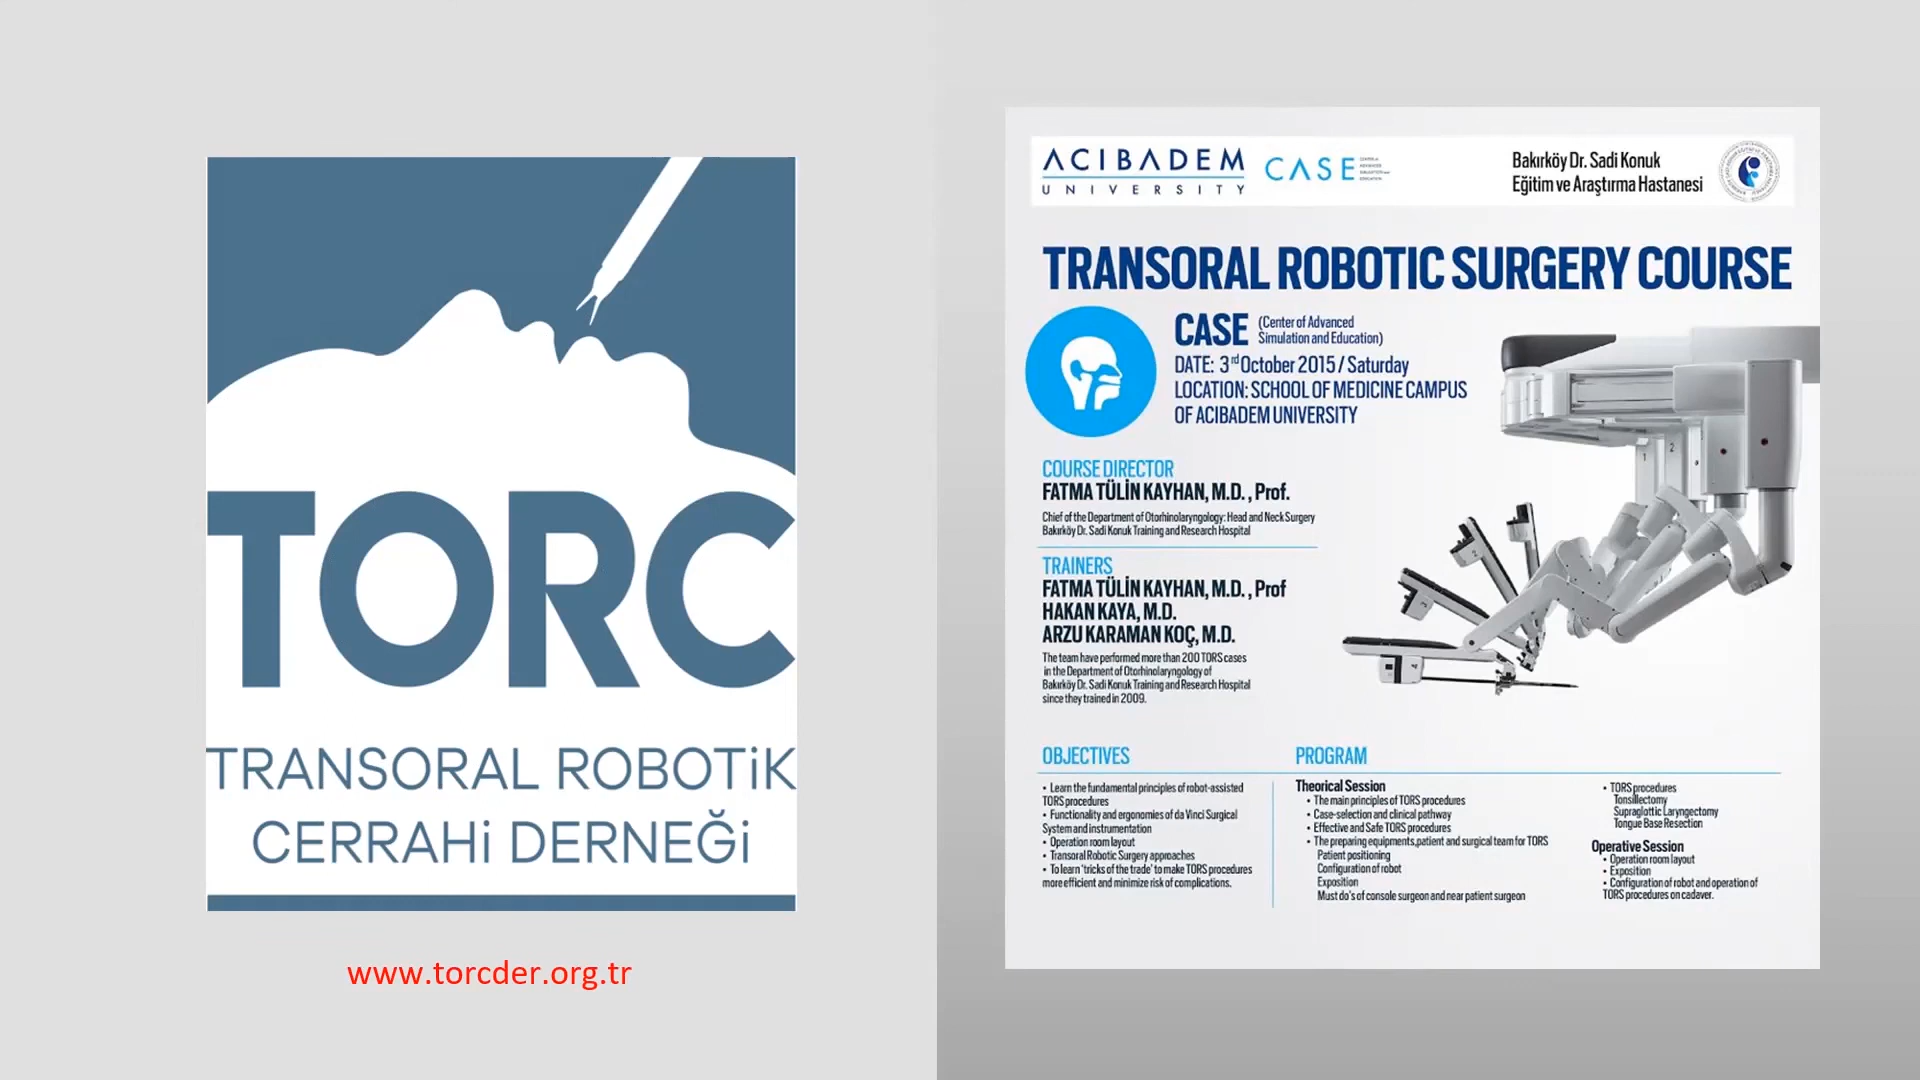 TORC
TRANSORAL ROBOTiK
CERRAHi DERNEĞi
www.torcder.org.tr
ACIBADEM
UNIVERSITY
CASE
Bakırköy Dr. Sadi Konuk
Eğitim ve Araştırma Hastanesi
TRANSORAL ROBOTIC SURGERY COURSE
CASE (Center of Advanced
Simulation and Education)
DATE: 3rd October 2015 / Saturday
LOCATION: SCHOOL OF MEDICINE CAMPUS
OF ACIBADEM UNIVERSITY
COURSE DIRECTOR
FATMA TÜLİN KAYHAN, M.D. , Prof.
Chief of the Department of Otorhinolaryngology: Head and Neck Surgery
Bakırköy Dr. Sadi Konuk Training and Research Hospital
TRAINERS
FATMA TÜLİN KAYHAN, M.D. , Prof
HAKAN KAYA, M.D.
ARZU KARAMAN KOÇ, M.D.
The team have performed more than 200 TORS cases
in the Department of Otorhinolaryngology of
Bakırköy Dr. Sadi Konuk Training and Research Hospital
since they trained in 2009.
OBJECTIVES
• Learn the fundamental principles of robot-assisted
TORS procedures
• Functionality and ergonomies of da Vinci Surgical
System and instrumentation
• Operation room layout
• Transoral Robotic Surgery approaches
• To learn 'tricks of the trade' to make TORS procedures
more efficient and minimize risk of complications.
PROGRAM
Theorical Session
• The main principles of TORS procedures
• Case-selection and clinical pathway
• Effective and Safe TORS procedures
• The preparing equipments,patient and surgical team for TORS
Patient positioning
Configuration of robot
Exposition
Must do's of console surgeon and near patient surgeon
• TORS procedures
Tonsillectomy
Supraglottic Laryngectomy
Tongue Base Resection
Operative Session
• Operation room layout
• Exposition
• Configuration of robot and operation of
TORS procedures on cadaver.